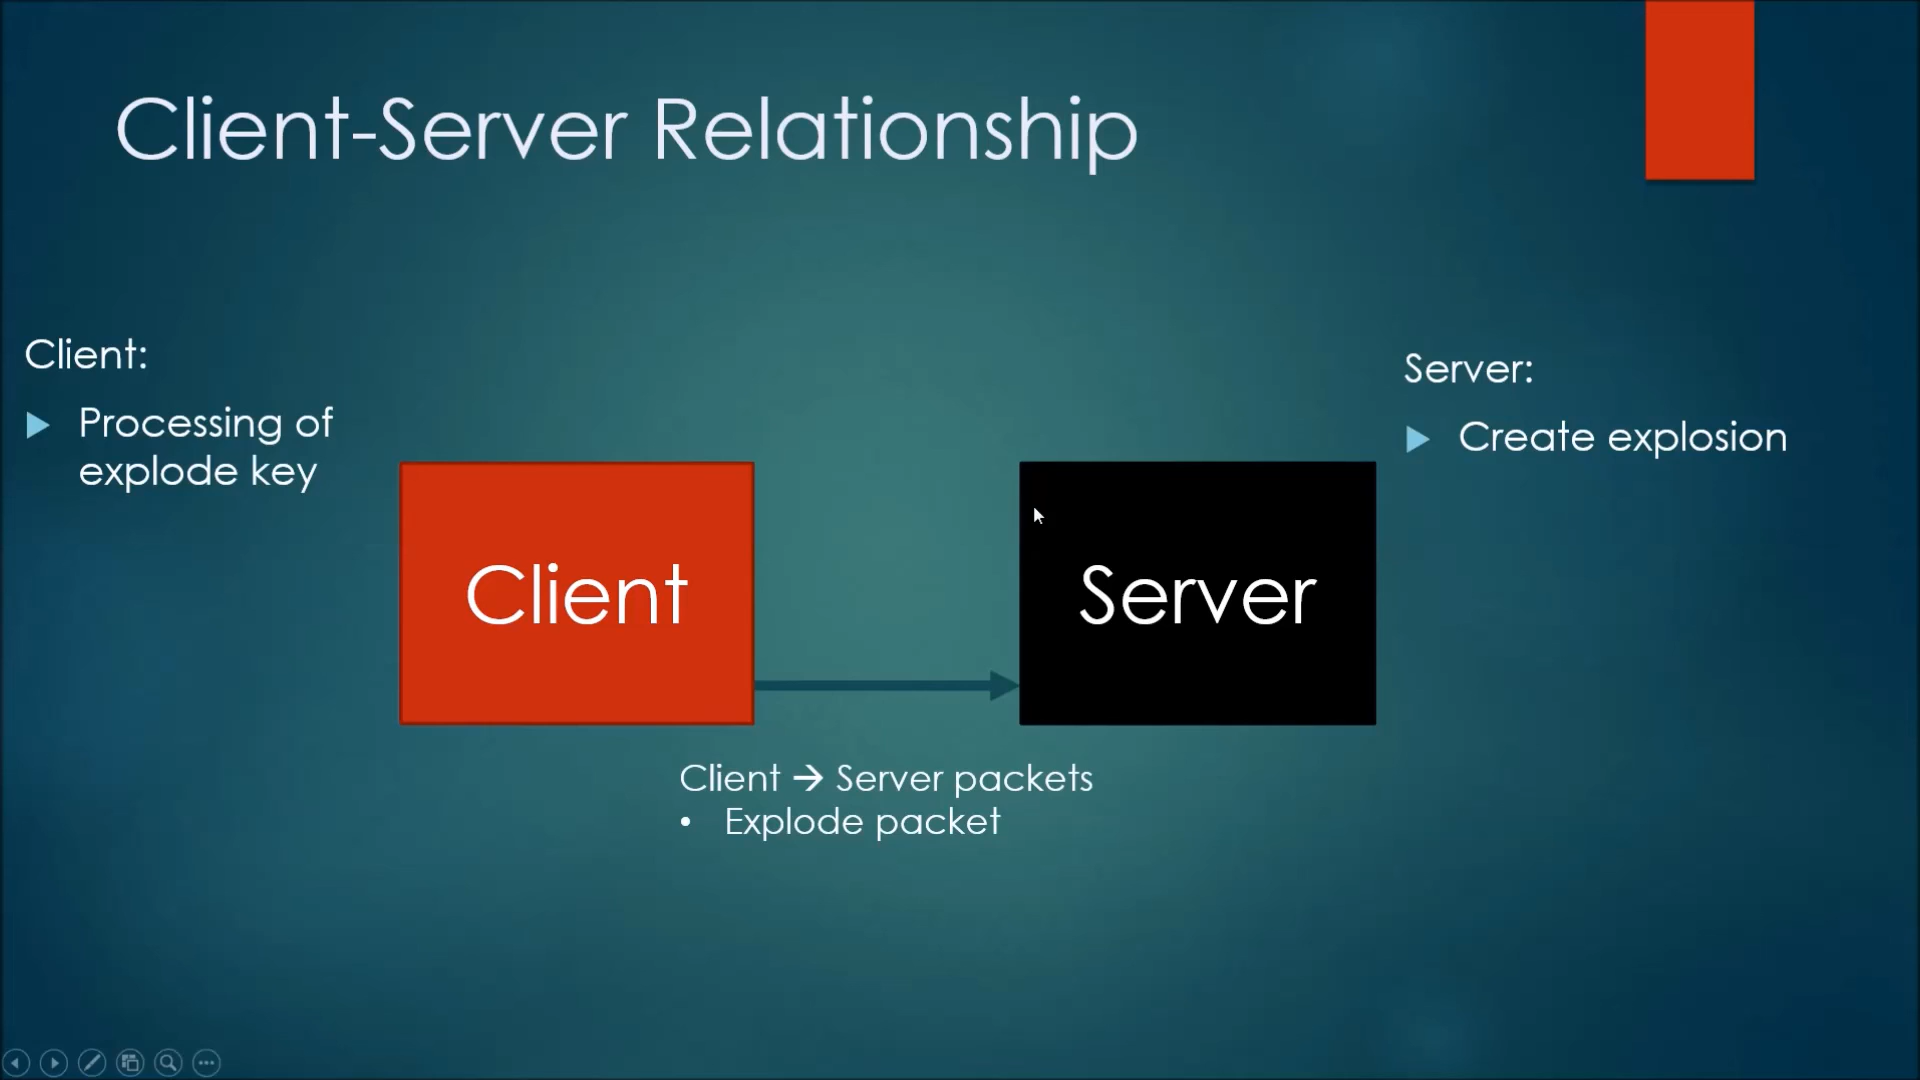 Client-Server Relationship
Client:
Processing of
explode key
Client
Server
Server:
Create explosion
Client → Server packets
• Explode packet